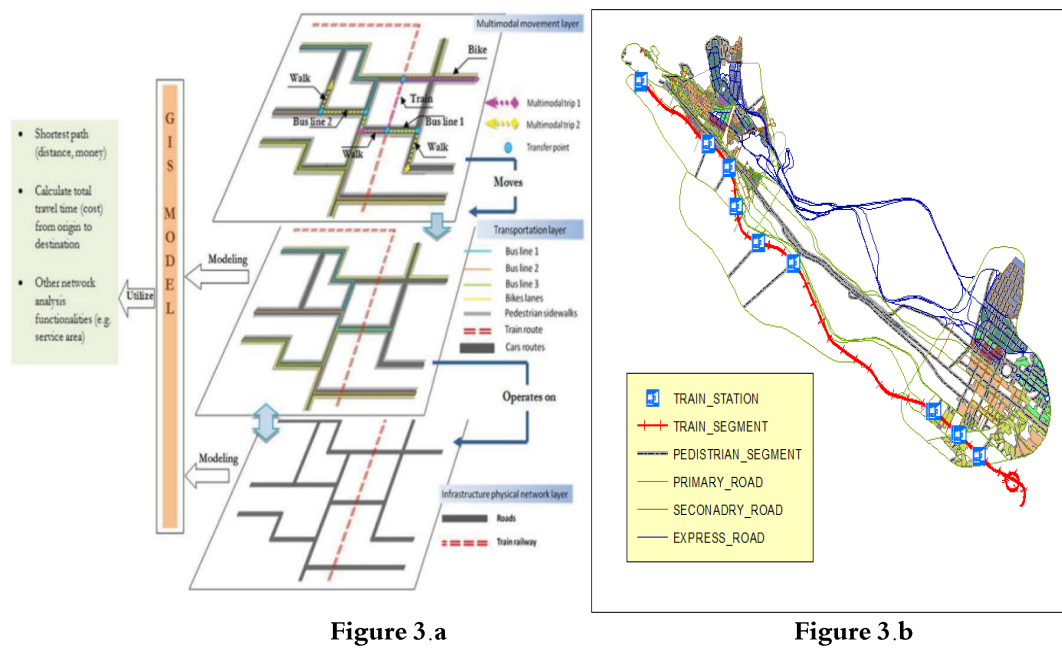 Multimodal movement layer
Bike
Walk
Train
Bus line 2
Bus line 1
Walk
Walk
Multimodal trip 1
Multimodal trip 2
Transfer point
Moves
G I S M O D E L
• Shortest path
(distance, money)
• Calculate total
travel time (cost)
from origin to
destination
• Other network
analysis
functionalities (e.g.
service area)
Utilize
Modeling
Transportation layer
Bus line 1
Bus line 2
Bus line 3
Bikes lanes
Pedestrian sidewalks
Train route
Cars routes
Operates on
Modeling
Infrastructure physical network layer
Roads
Train railway
Figure 3.a
TRAIN_STATION
TRAIN_SEGMENT
PEDISTRIAN_SEGMENT
PRIMARY_ROAD
SECONADRY_ROAD
EXPRESS_ROAD
Figure 3.b